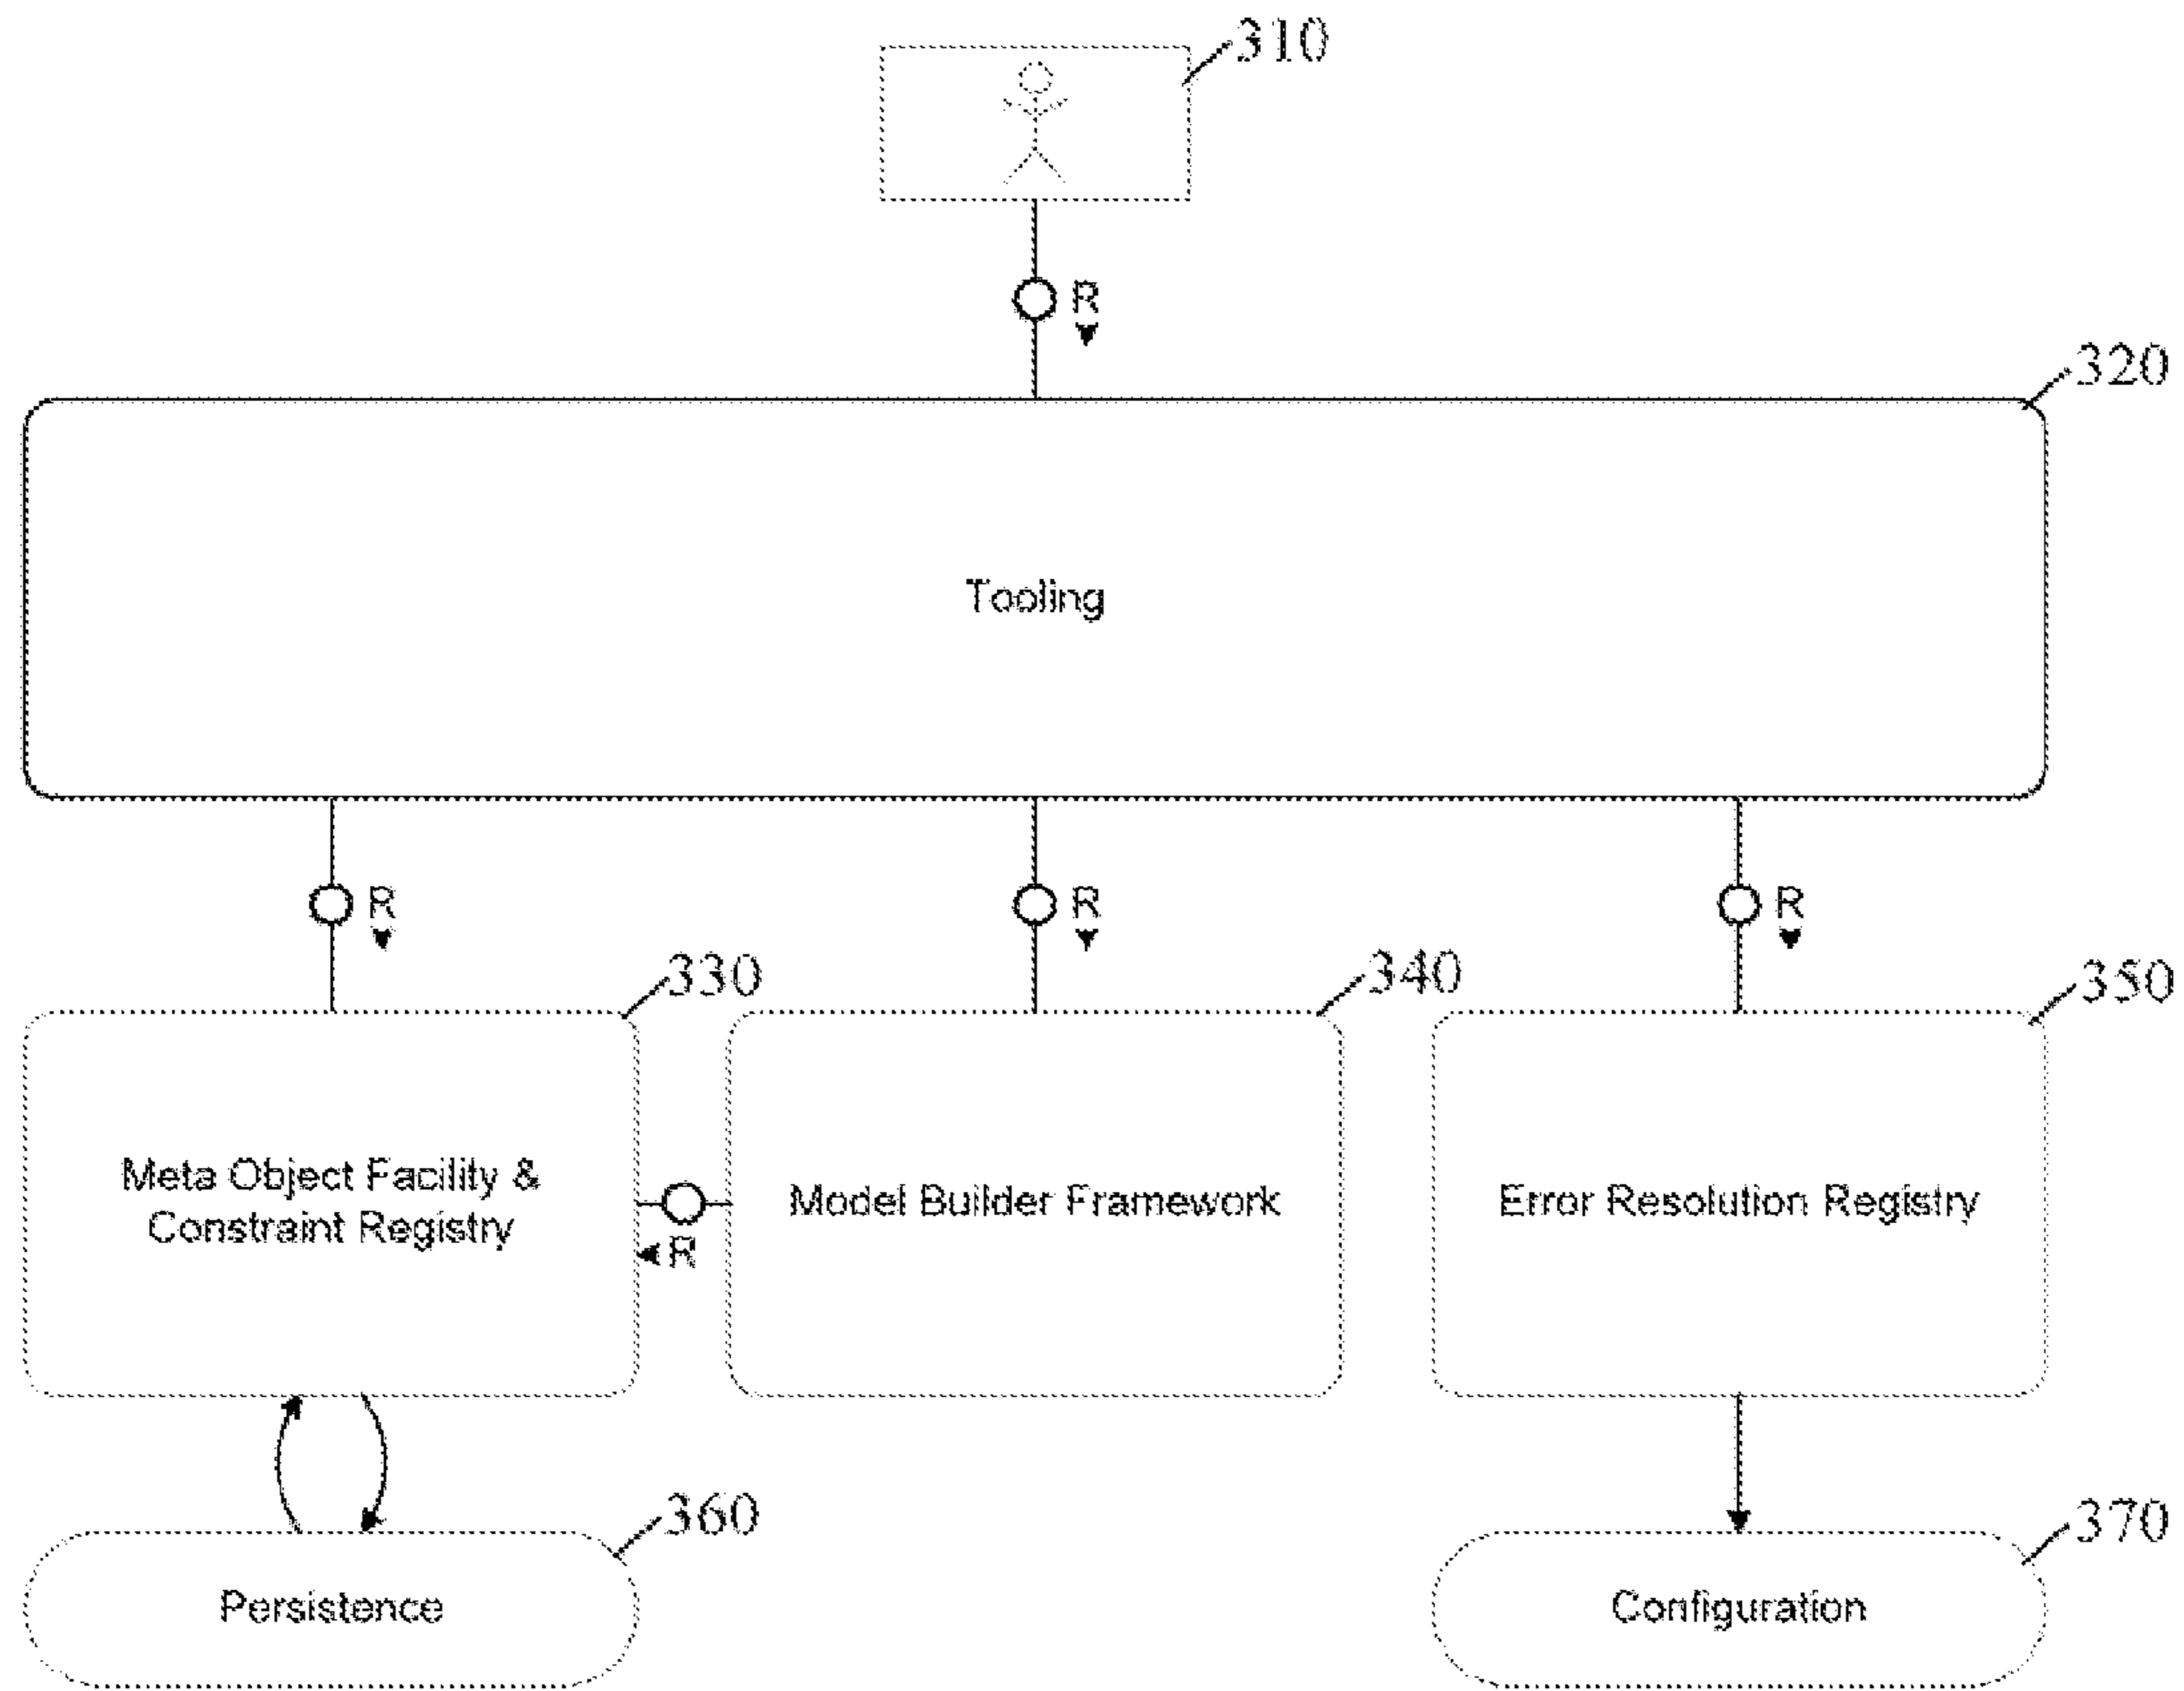 310
R
320
Tooling
R
R
R
330
340
350
Meta Object Facility &
Constraint Registry
R
Model Builder Framework
Error Resolution Registry
360
370
Persistence
Configuration